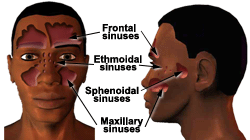 Frontal
sinuses
Ethmoidal
sinuses
Sphenoidal
sinuses
Maxillary
sinuses